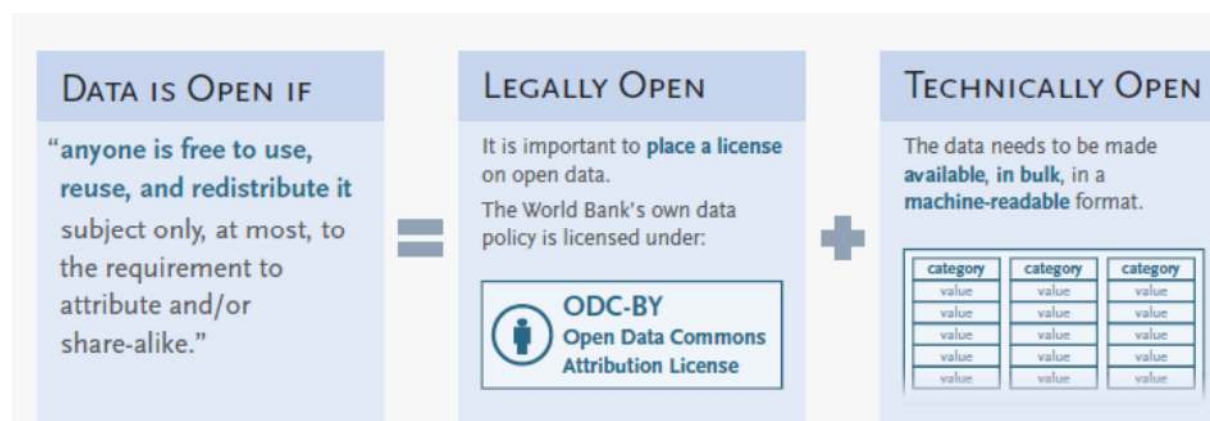 DATA IS OPEN IF
“anyone is free to use,
reuse, and redistribute it
subject only, at most, to
the requirement to
attribute and/or
share-alike.”
LEGALLY OPEN
It is important to place a license
on open data.
The World Bank’s own data
policy is licensed under:
ODC-BY
Open Data Commons
Attribution License
TECHNICALLY OPEN
The data needs to be made
available, in bulk, in a
machine-readable format.
category category category
value value value
value value value
value value value
value value value
value value value